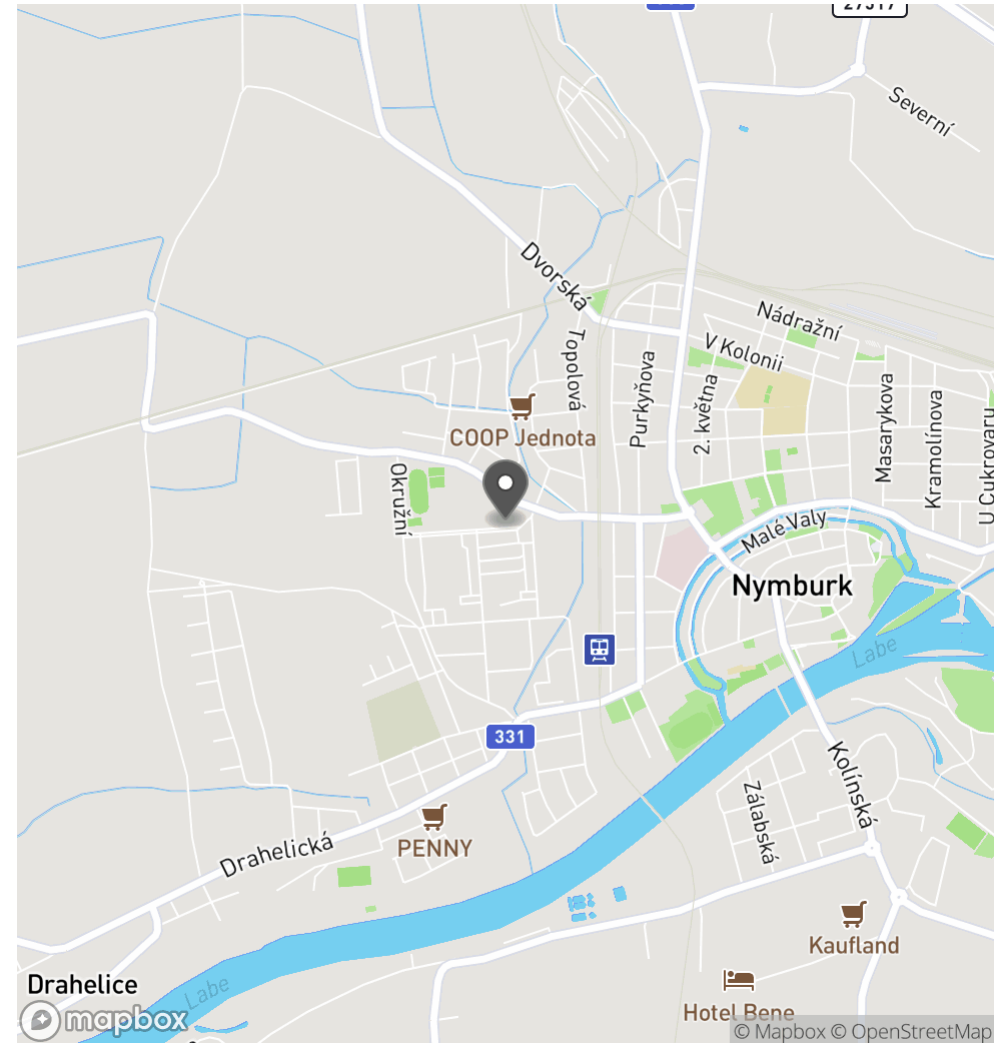 Severní
Dvorská
Nádražní
V Kolonii
Topolová
Purkyňova
2. května
Masarykova
Kramolínova
U Cukrovaru
COOP Jednota
Okružní
Malé Valy
Nymburk
Labe
331
Kolínská
Zálabská
PENNY
Drahelická
Kaufland
Drahelice
Labe
Hotel Bene
mapbox
© Mapbox © OpenStreetMap